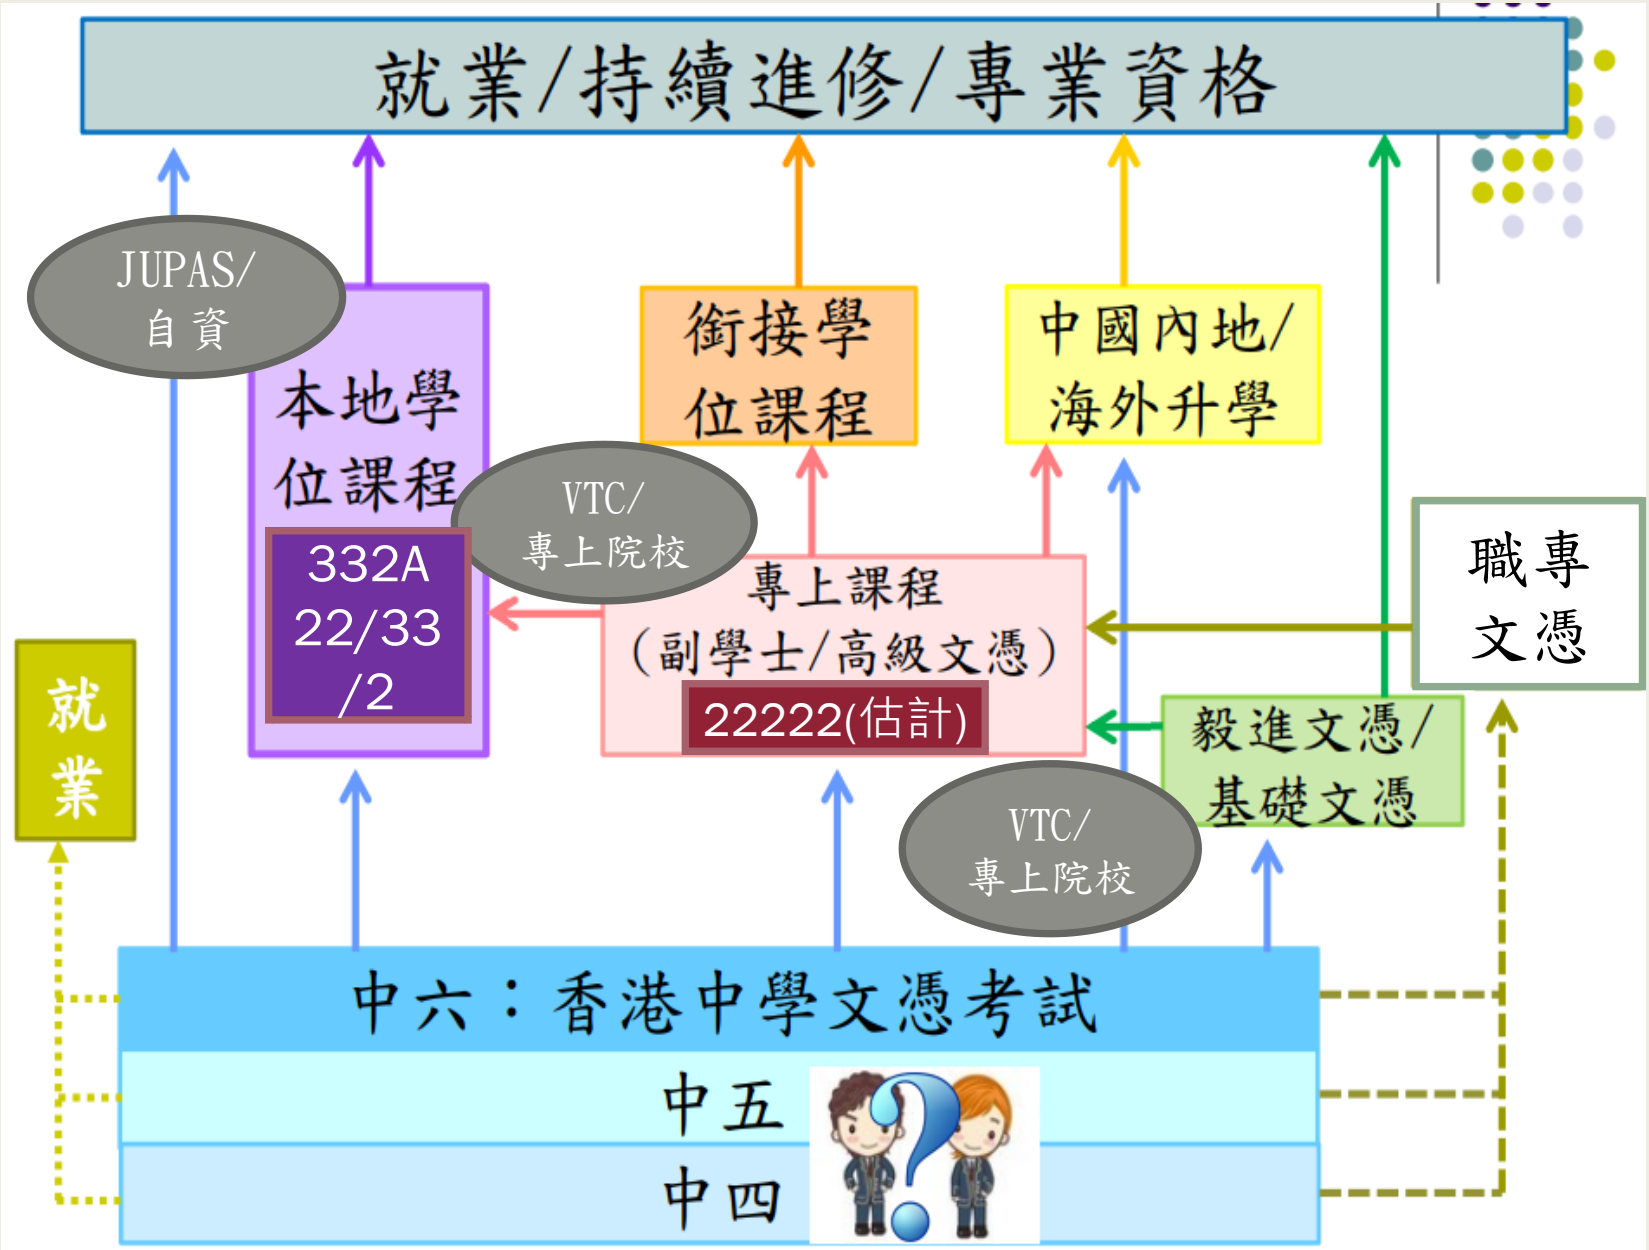 就業/持續進修/專業資格
JUPAS/
自資
本地學
位課程
332A
22/33
/2
銜接學
位課程
中國內地/
海外升學
VTC/
專上院校
專上課程
（副學士/高級文憑）
22222(估計)
職專
文憑
毅進文憑/
基礎文憑
VTC/
專上院校
就
業
中六：香港中學文憑考試
中五
中四